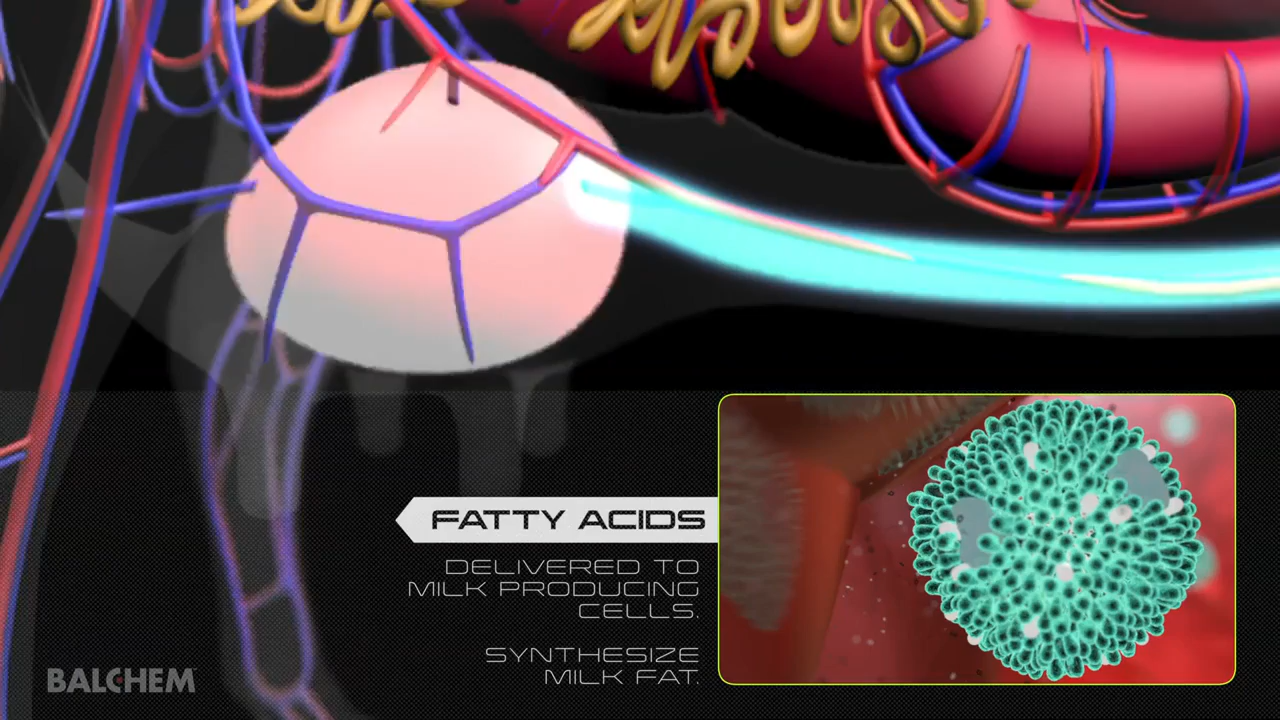 FATTY ACIDS
DELIVERED TO
MILK PRODUCING
CELLS.
SYNTHESIZE
MILK FAT.
BALCHEM